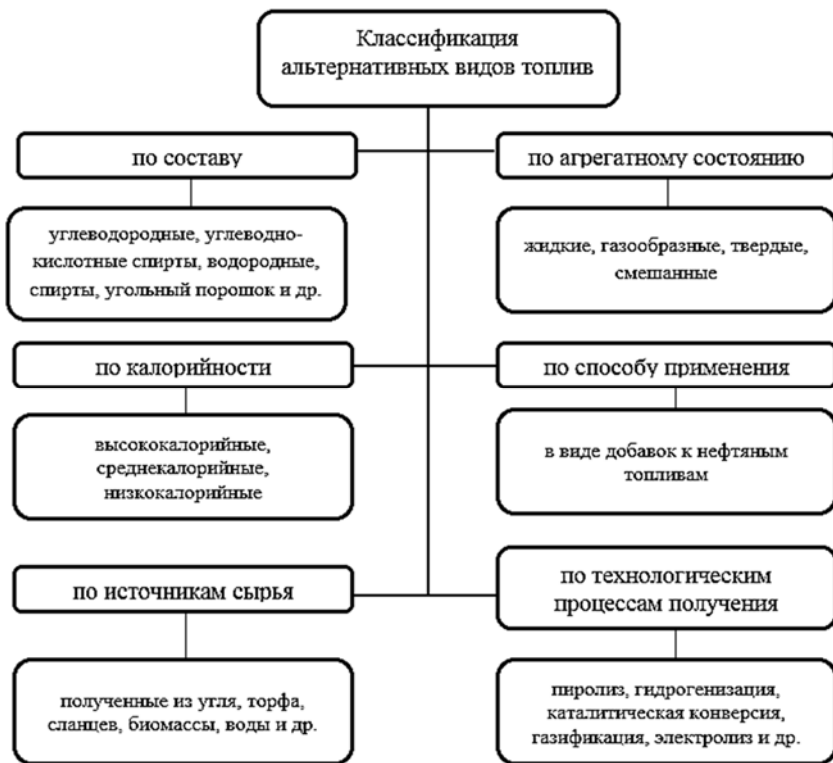 Классификация
альтернативных видов топлив
по составу
углеводородные, углеводно-
кислотные спирты, водородные,
спирты, угольный порошок и др.
по агрегатному состоянию
жидкие, газообразные, твердые,
смешанные
по калорийности
высококалорийные,
среднекалорийные,
низкокалорийные
по способу применения
в виде добавок к нефтяным
топливам
по источникам сырья
полученные из угля, торфа,
сланцев, биомассы, воды и др.
по технологическим
процессам получения
пиролиз, гидрогенизация,
каталитическая конверсия,
газификация, электролиз и др.